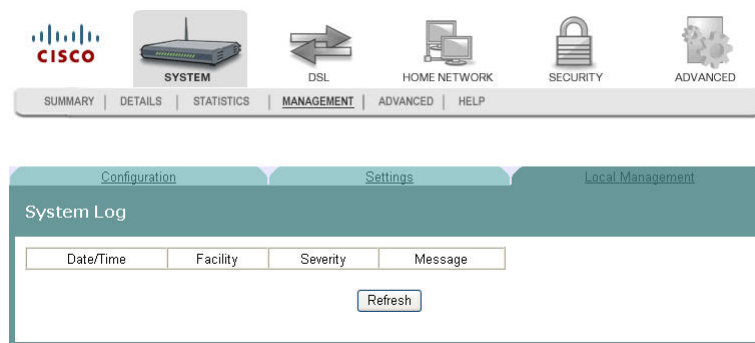 CISCO
SYSTEM DSL HOME NETWORK SECURITY ADVANCED
SUMMARY | DETAILS | STATISTICS | MANAGEMENT | ADVANCED | HELP
Configuration Settings Local Management
System Log
Date/Time Facility Severity Message
Refresh